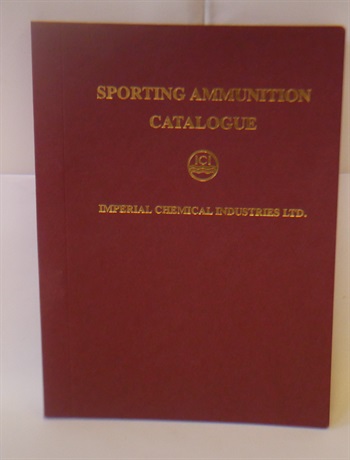 SPORTING AMMUNITION
CATALOGUE
ICI
IMPERIAL CHEMICAL INDUSTRIES LTD.